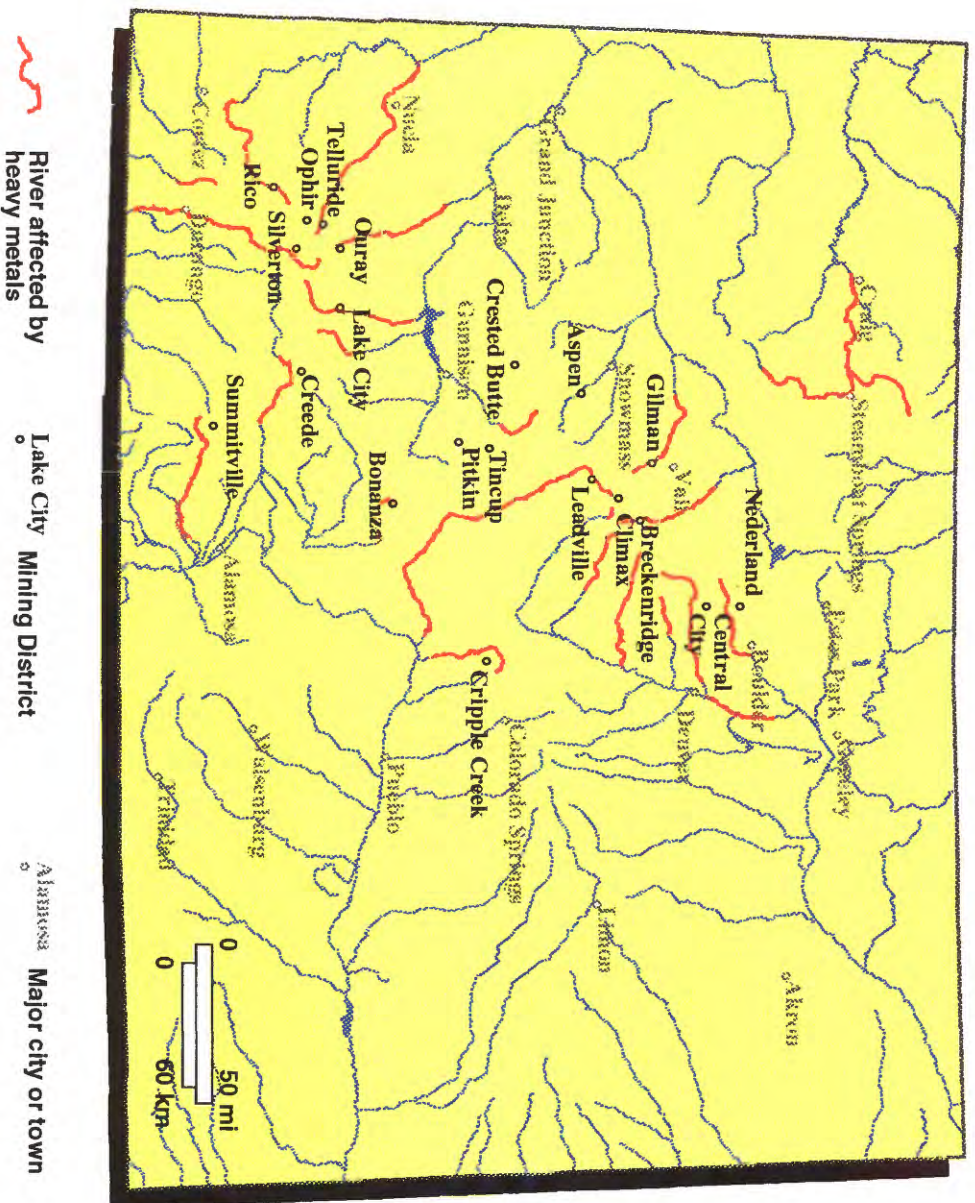 Craig
Steamboat Springs
Estes Park
Greeley
Akron
Nederland
Boulder
Vail
Central
City
Denver
Gilman
Breckenridge
Climax
Snowmass
Leadville
Limon
Aspen
Grand Junction
Crested Butte
Tincup
Pitkin
Delta
Gunnison
Cripple Creek
Colorado Springs
Nucla
Ouray
Telluride
Ophir
Lake City
Bonanza
Pueblo
Rico
Silverton
Creede
Summitville
Alamosa
Walsenburg
Cortez
Durango
Trinidad
0 50 mi
0 60 km
River affected by
heavy metals
Lake City Mining District
Alamosa Major city or town